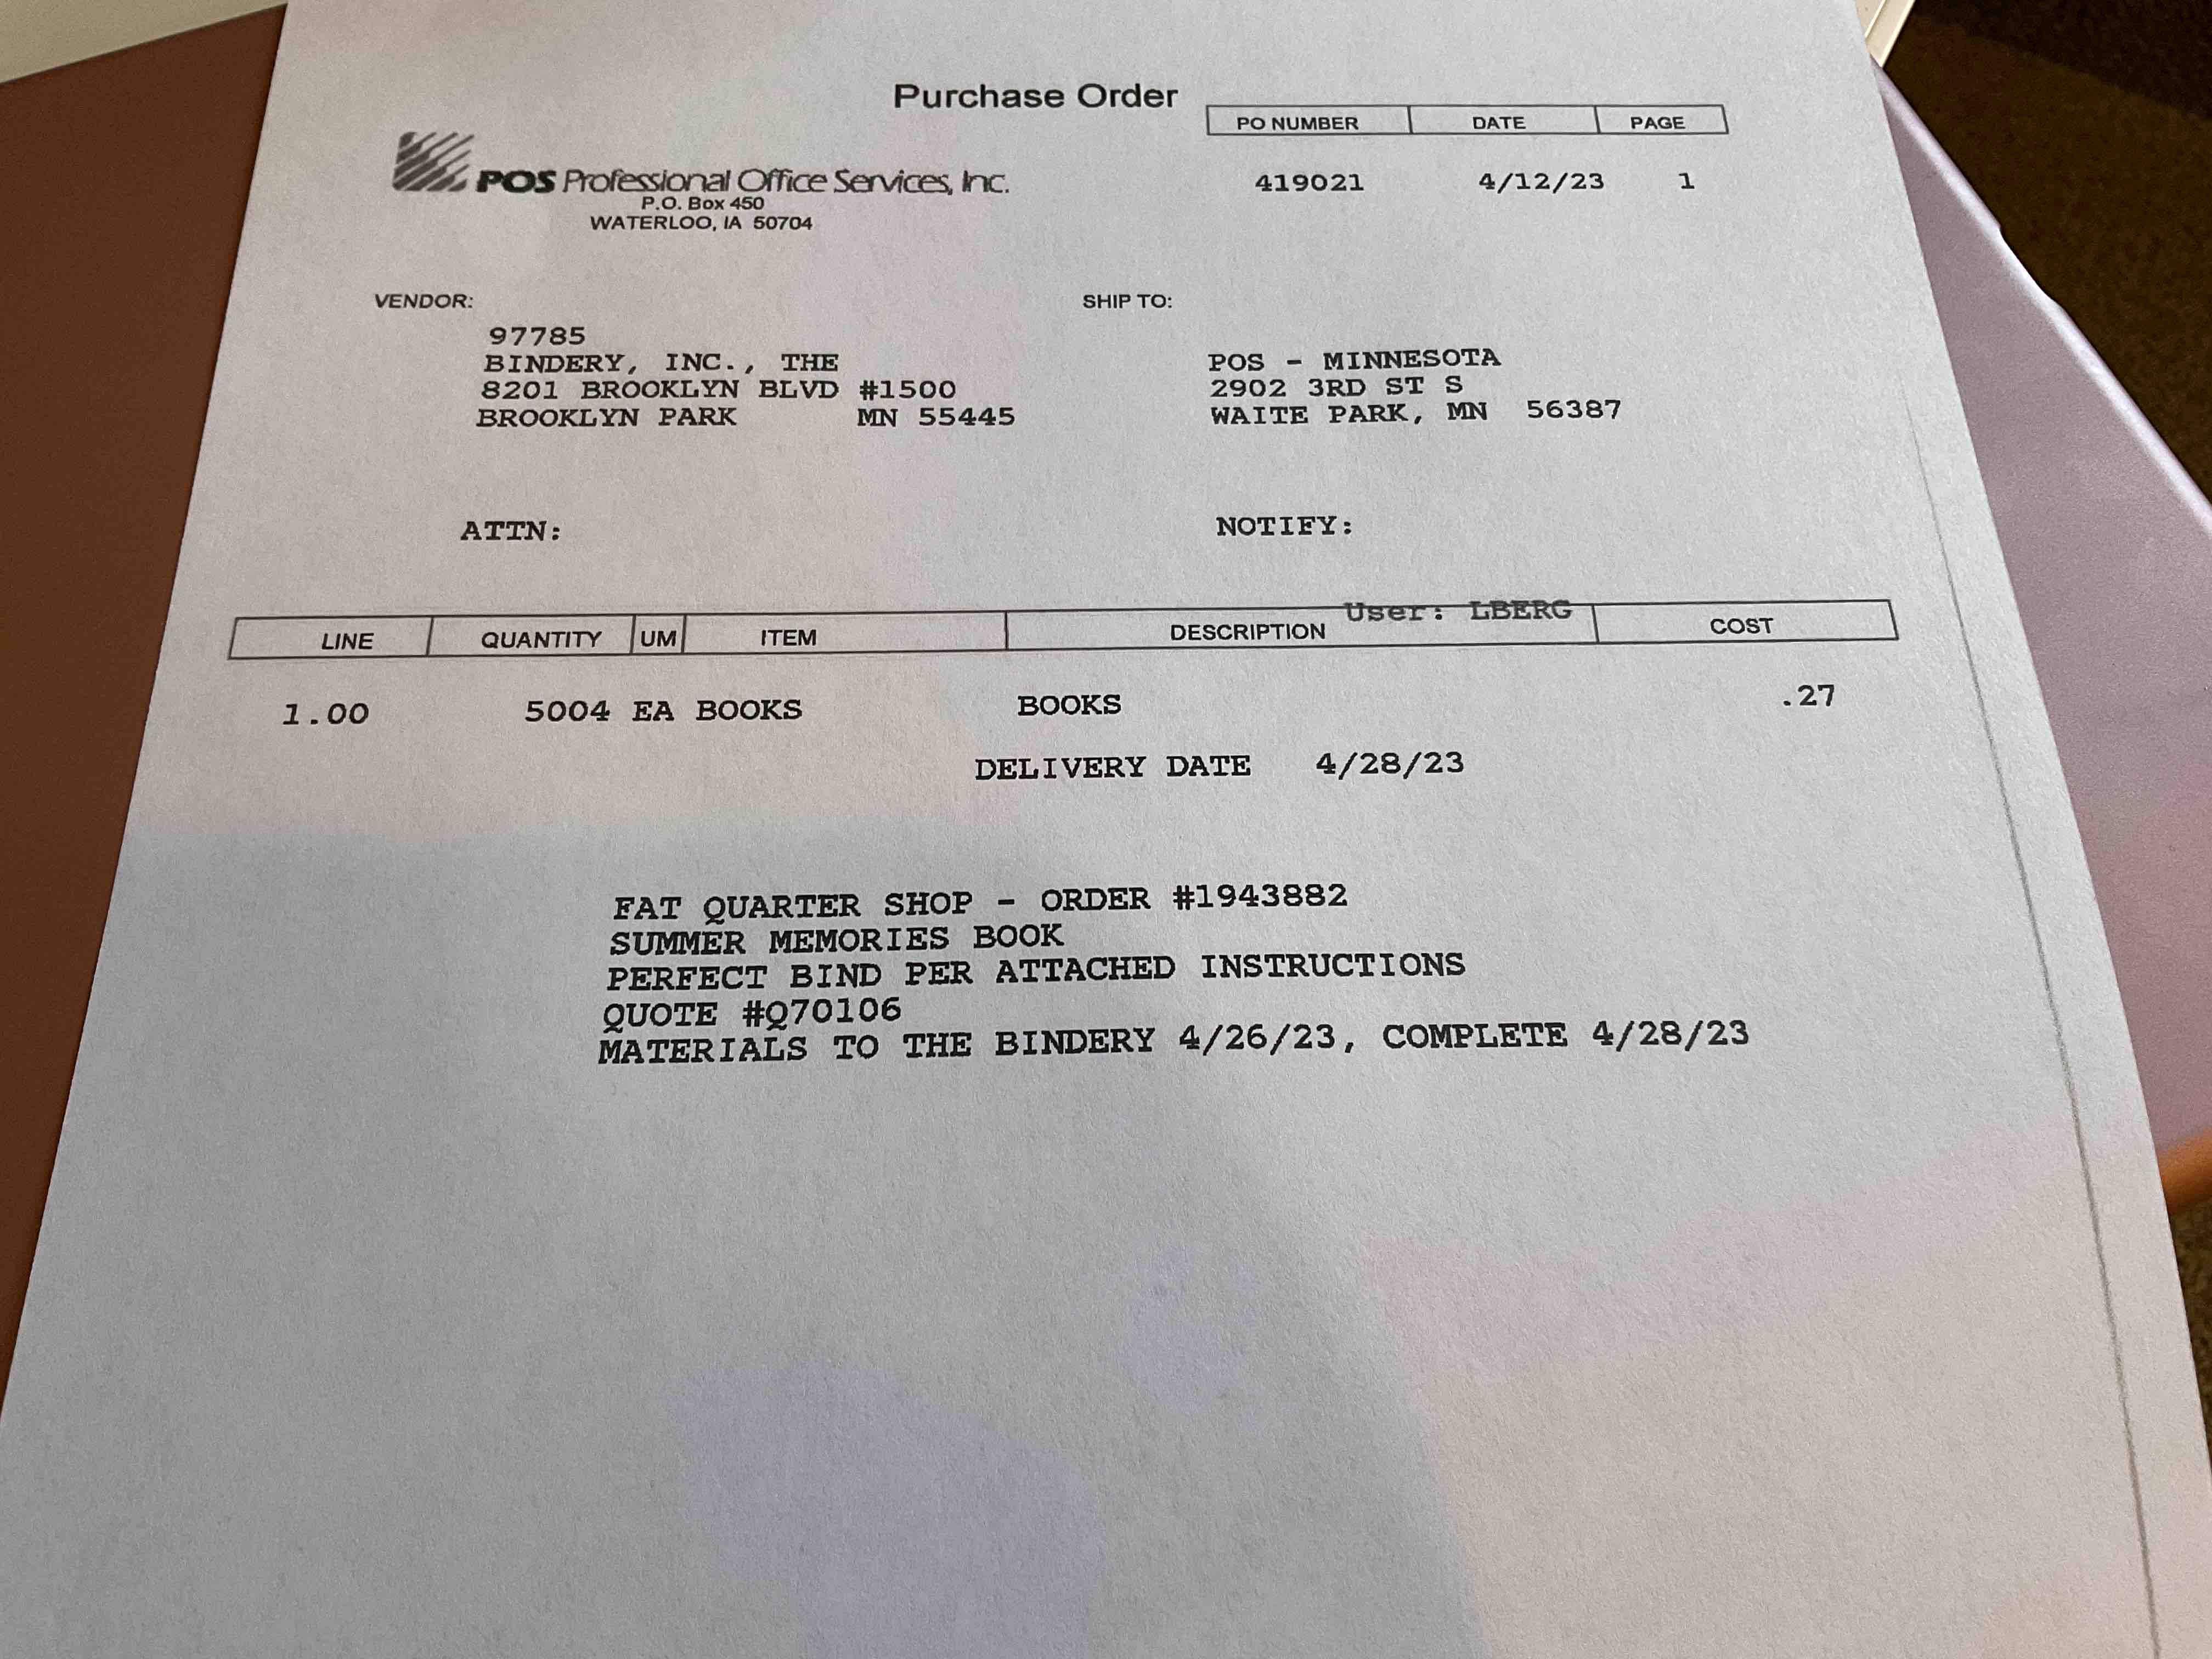 Purchase Order
PO NUMBER DATE PAGE
419021 4/12/23 1
POS Professional Office Services, Inc.
P.O. Box 450
WATERLOO, IA 50704
VENDOR:
97785
BINDERY, INC., THE
8201 BROOKLYN BLVD #1500
BROOKLYN PARK MN 55445
SHIP TO:
POS - MINNESOTA
2902 3RD ST S
WAITE PARK, MN 56387
ATTN:
NOTIFY:
User: LBERG
LINE QUANTITY UM ITEM DESCRIPTION COST
1.00 5004 EA BOOKS BOOKS .27
DELIVERY DATE 4/28/23
FAT QUARTER SHOP - ORDER #1943882
SUMMER MEMORIES BOOK
PERFECT BIND PER ATTACHED INSTRUCTIONS
QUOTE #Q70106
MATERIALS TO THE BINDERY 4/26/23, COMPLETE 4/28/23